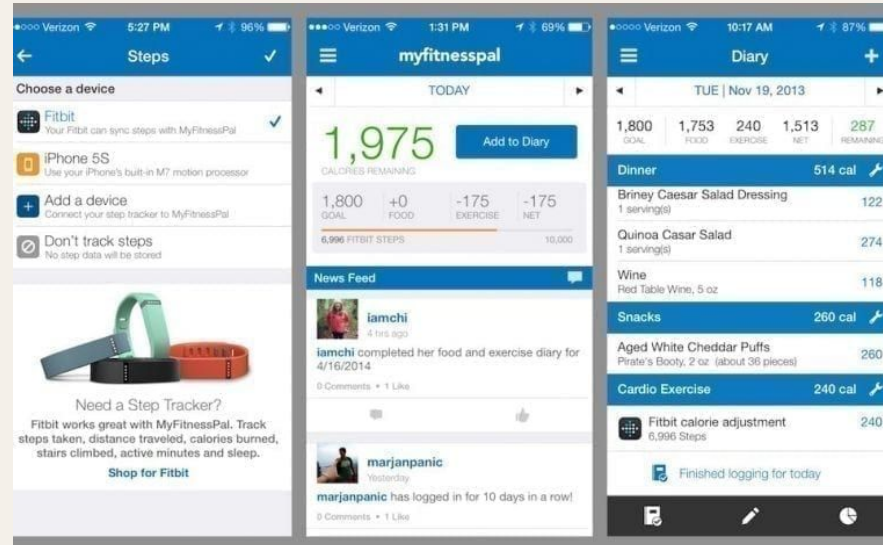 Verizon 5:27 PM 96%
Steps
Choose a device
Fitbit
Your Fitbit can sync steps with MyFitnessPal
iPhone 5S
Use your iPhone's built-in M7 motion processor
Add a device
Connect your step tracker to MyFitnessPal
Don't track steps
No step data will be stored
Need a Step Tracker?
Fitbit works great with MyFitnessPal. Track
steps taken, distance traveled, calories burned,
stairs climbed, active minutes and sleep.
Shop for Fitbit
Verizon 1:31 PM 69%
myfitnesspal
TODAY
1,975
CALORIES REMAINING
Add to Diary
1,800 +0 -175 -175
GOAL FOOD EXERCISE NET
6,996 FITBIT STEPS 10,000
News Feed
iamchi
4 hrs ago
iamchi completed her food and exercise diary for
4/16/2014
0 Comments • 1 Like
marjanpanic
Yesterday
marjanpanic has logged in for 10 days in a row!
0 Comments • 1 Like
Verizon 10:17 AM 87%
Diary
TUE | Nov 19, 2013
1,800 1,753 240 1,513 287
GOAL FOOD EXERCISE NET REMAINING
Dinner 514 cal
Briney Caesar Salad Dressing 122
1 serving(s)
Quinoa Casar Salad 274
1 serving(s)
Wine 118
Red Table Wine, 5 oz
Snacks 260 cal
Aged White Cheddar Puffs 260
Pirate's Booty, 2 oz (about 36 pieces)
Cardio Exercise 240 cal
Fitbit calorie adjustment 240
6,996 Steps
Finished logging for today